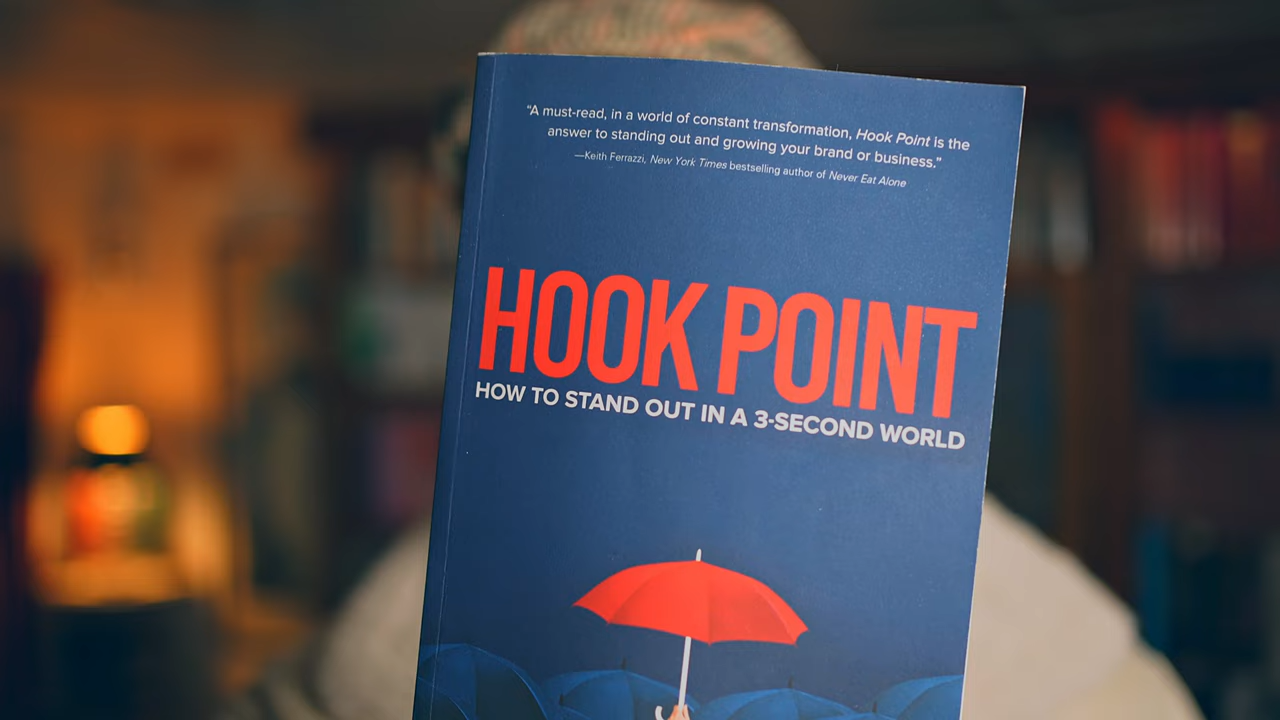 “A must-read, in a world of constant transformation, Hook Point is the
answer to standing out and growing your brand or business.”
—Keith Ferrazzi, New York Times bestselling author of Never Eat Alone
HOOK POINT
HOW TO STAND OUT IN A 3-SECOND WORLD